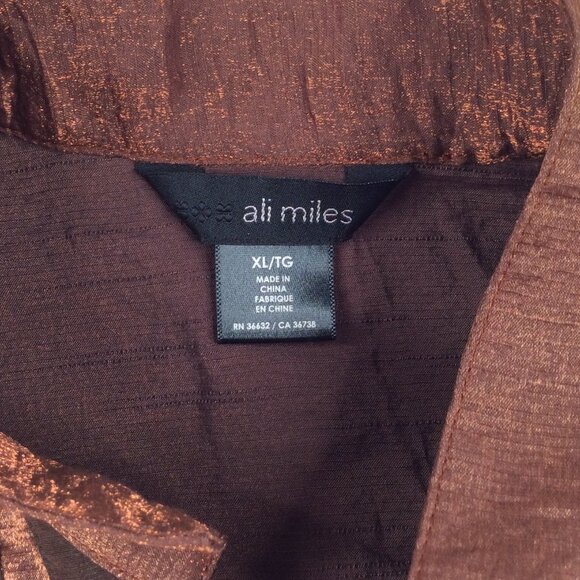 ali miles
XL/TG
MADE IN
CHINA
FABRIQUE
EN CHINE
RN 36632 / CA 36738